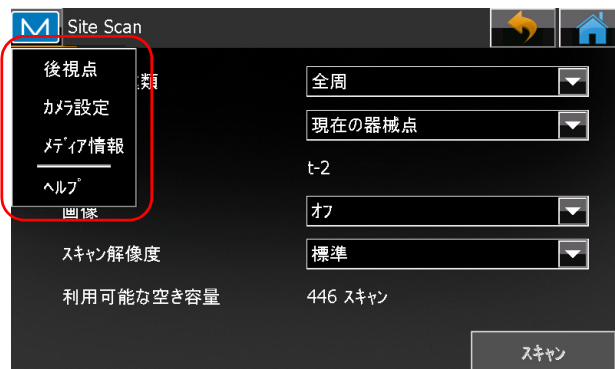 Site Scan
後視点
類
全周
カメラ設定
現在の器械点
メディア情報
t-2
ヘルプ
画像
オフ
スキャン解像度
標準
利用可能な空き容量
446 スキャン
スキャン